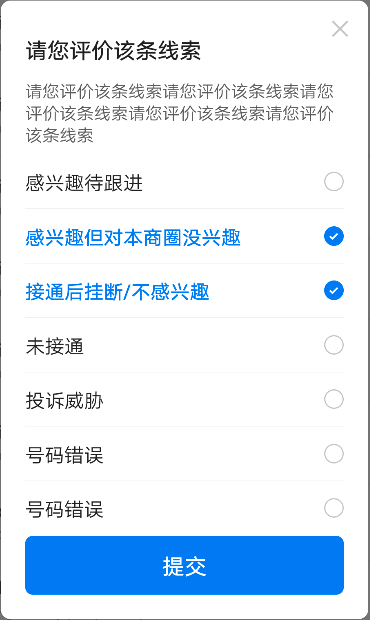 请您评价该条线索
请您评价该条线索请您评价该条线索请您
评价该条线索请您评价该条线索请您评价
该条线索
感兴趣待跟进
感兴趣但对本商圈没兴趣
接通后挂断/不感兴趣
未接通
投诉威胁
号码错误
号码错误
提交